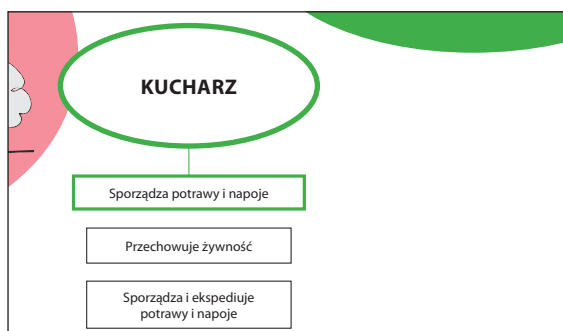 KUCHARZ
Sporządza potrawy i napoje
Przechowuje żywność
Sporządza i ekspediuje
potrawy i napoje